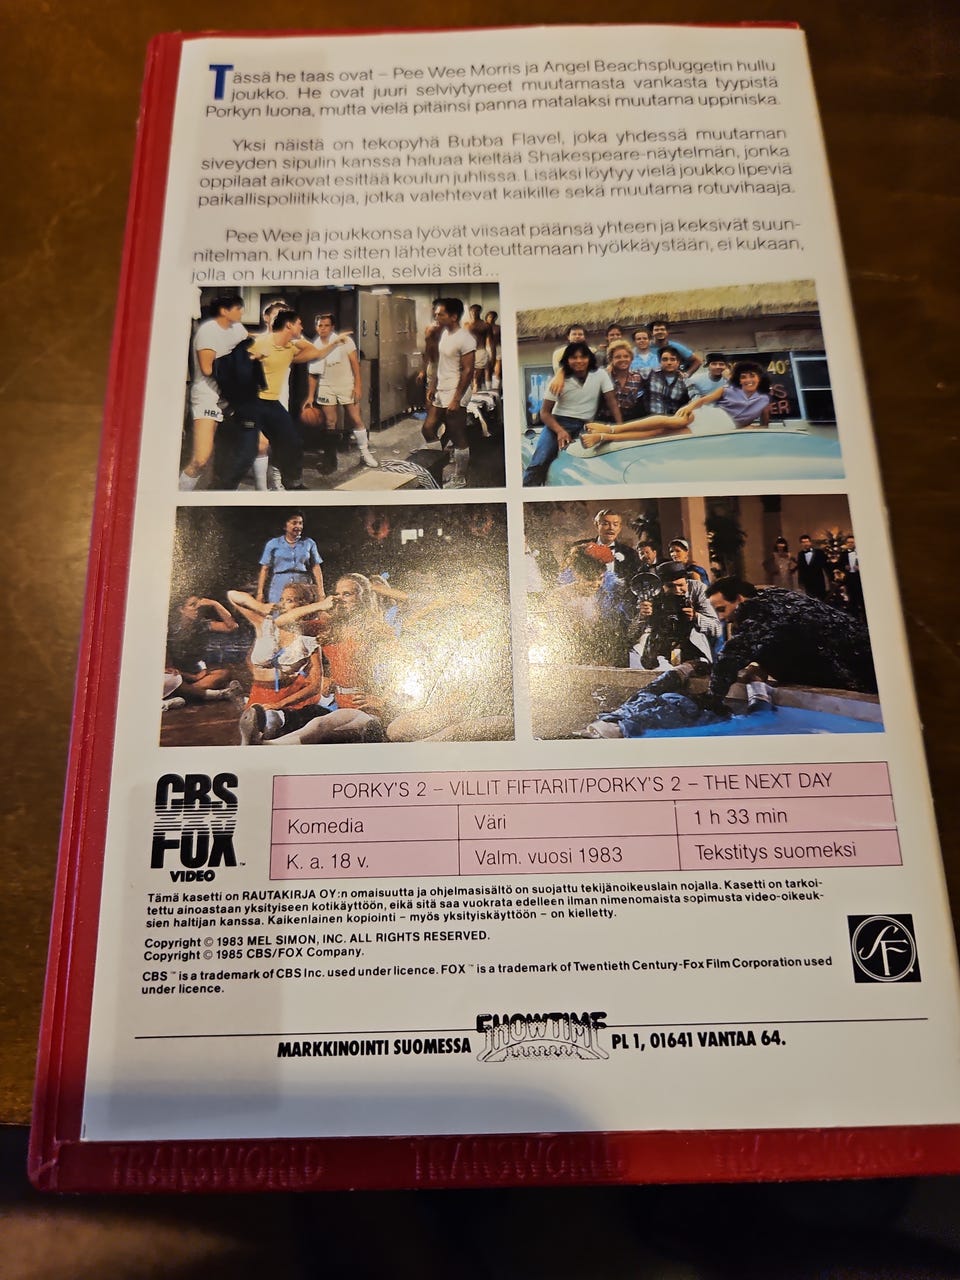 Tässä he taas ovat – Pee Wee Morris ja Angel Beachspluggetin hullu
joukko. He ovat juuri selviytyneet muutamasta vankasta tyypistä
Porkyn luona, mutta vielä pitäinsi panna matalaksi muutama uppiniska.
Yksi näistä on tekopyhä Bubba Flavel, joka yhdessä muutaman
siveyden sipulin kanssa haluaa kieltää Shakespeare-näytelmän, jonka
oppilaat aikovat esittää koulun juhlissa. Lisäksi löytyy vielä joukko lipeviä
paikallispoliitikkoja, jotka valehtevat kaikille sekä muutama rotuvihaaja.
Pee Wee ja joukkonsa lyövät viisaat päänsä yhteen ja keksivät suun-
nitelman. Kun he sitten lähtevät toteuttamaan hyökkäystään, ei kukaan,
jolla on kunnia tallella, selviä siitä...
HBA
40¢
CBS
FOX
™
VIDEO
PORKY'S 2 – VILLIT FIFTARIT/PORKY'S 2 – THE NEXT DAY
Komedia Väri 1 h 33 min
K. a. 18 v. Valm. vuosi 1983 Tekstitys suomeksi
Tämä kasetti on RAUTAKIRJA OY:n omaisuutta ja ohjelmasisältö on suojattu tekijänoikeuslain nojalla. Kasetti on tarkoi-
tettu ainoastaan yksityiseen kotikäyttöön, eikä sitä saa vuokrata edelleen ilman nimenomaista sopimusta video-oikeuk-
sien haltijan kanssa. Kaikenlainen kopiointi – myös yksityiskäyttöön – on kielletty.
Copyright © 1983 MEL SIMON, INC. ALL RIGHTS RESERVED.
Copyright © 1985 CBS/FOX Company.
CBS ™ is a trademark of CBS Inc. used under licence. FOX ™ is a trademark of Twentieth Century-Fox Film Corporation used
under licence.
SF
MARKKINOINTI SUOMESSA SHOWTIME PL 1, 01641 VANTAA 64.
TRANSWORLD TRANSWORLD TRANSWORLD